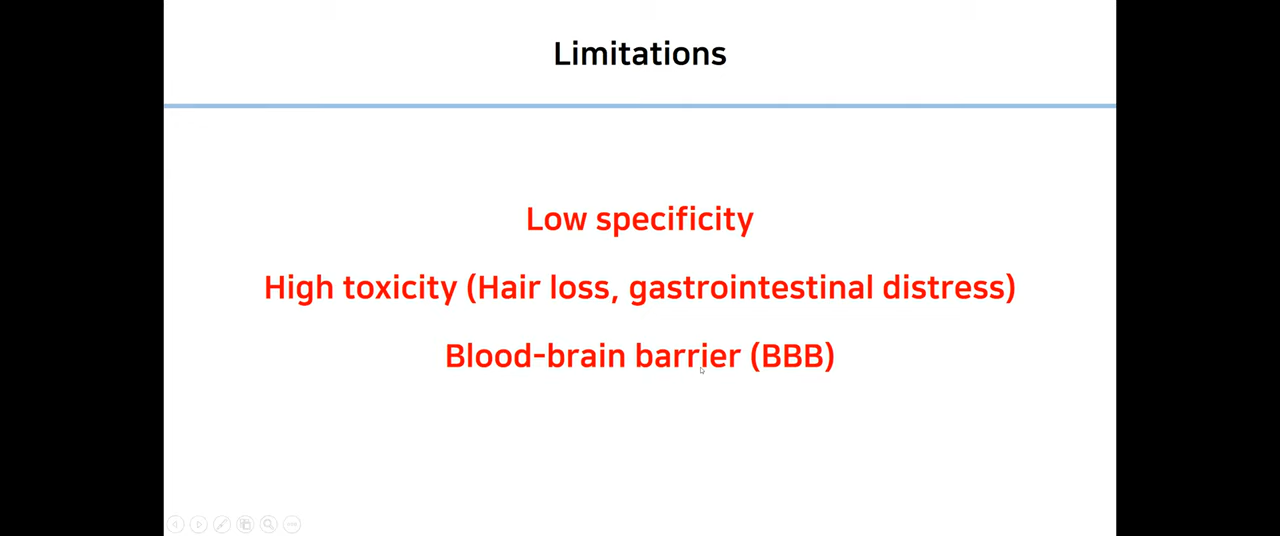 Limitations
Low specificity
High toxicity (Hair loss, gastrointestinal distress)
Blood-brain barrier (BBB)